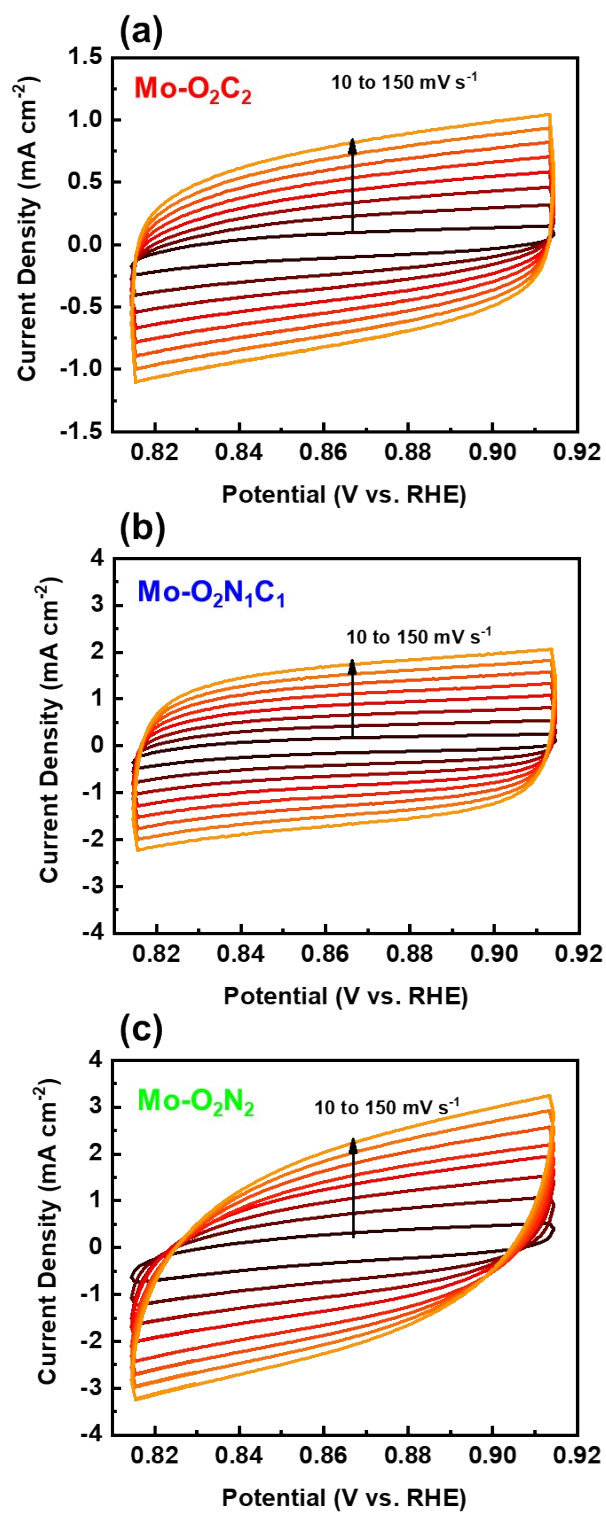 (a)
Mo-O₂C₂
10 to 150 mV s⁻¹
Current Density (mA cm⁻²)
1.5
1.0
0.5
0.0
-0.5
-1.0
-1.5
0.82 0.84 0.86 0.88 0.90 0.92
Potential (V vs. RHE)
(b)
Mo-O₂N₁C₁
10 to 150 mV s⁻¹
Current Density (mA cm⁻²)
4
3
2
1
0
-1
-2
-3
-4
0.82 0.84 0.86 0.88 0.90 0.92
Potential (V vs. RHE)
(c)
Mo-O₂N₂
10 to 150 mV s⁻¹
Current Density (mA cm⁻²)
4
3
2
1
0
-1
-2
-3
-4
0.82 0.84 0.86 0.88 0.90 0.92
Potential (V vs. RHE)